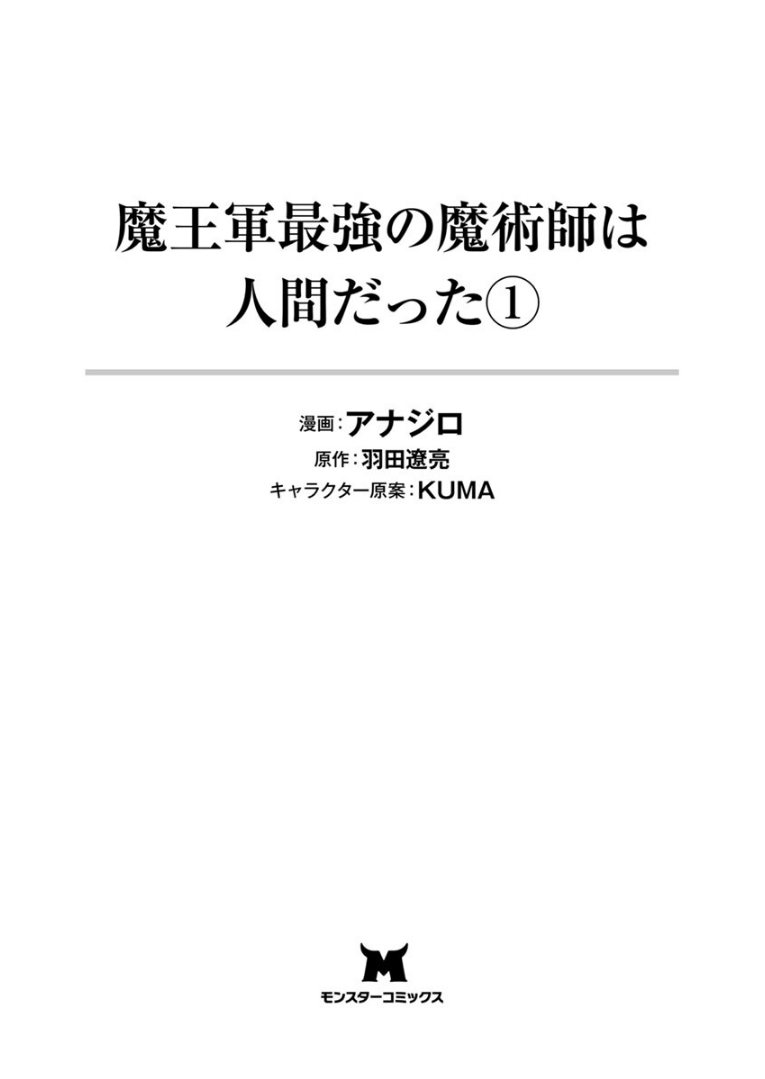 魔王軍最強の魔術師は
人間だった①
漫画：アナジロ
原作：羽田遼亮
キャラクター原案：KUMA
M
モンスターコミックス